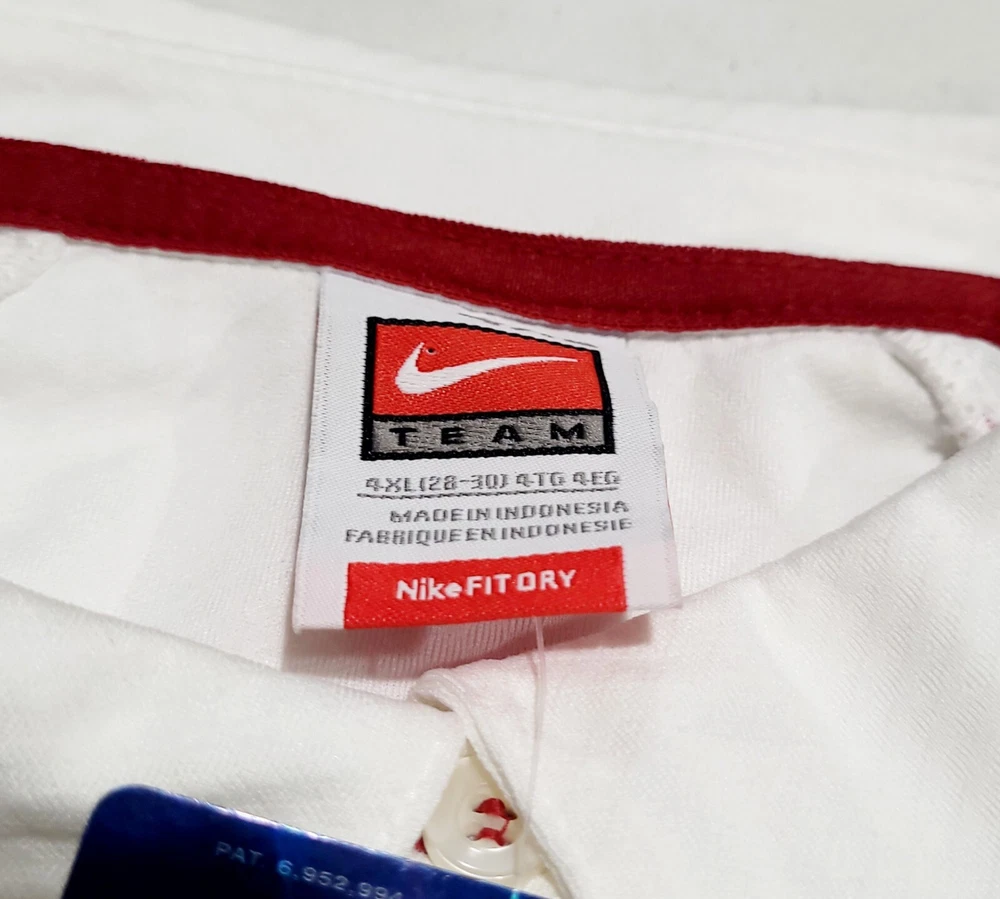 TEAM
4XL(28-30) 4TG 4EG
MADE IN INDONESIA
FABRIQUE EN INDONESIE
NikeFIT DRY
PAT 6,952,994